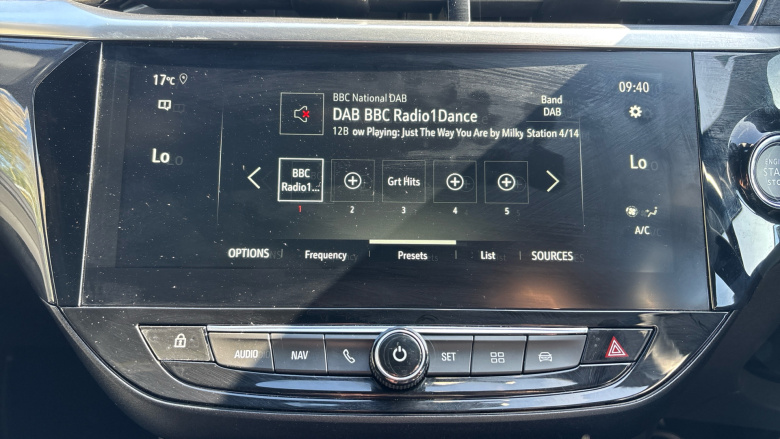 17°C
09:40
BBC National DAB
DAB BBC Radio1Dance
Band
DAB
12B ow Playing: Just The Way You Are by Milky Station 4/14
Lo
Lo
BBC
Radio1...
Grt Hits
1
2
3
4
5
A/C
OPTIONS
Frequency
Presets
List
SOURCES
AUDIO
NAV
SET